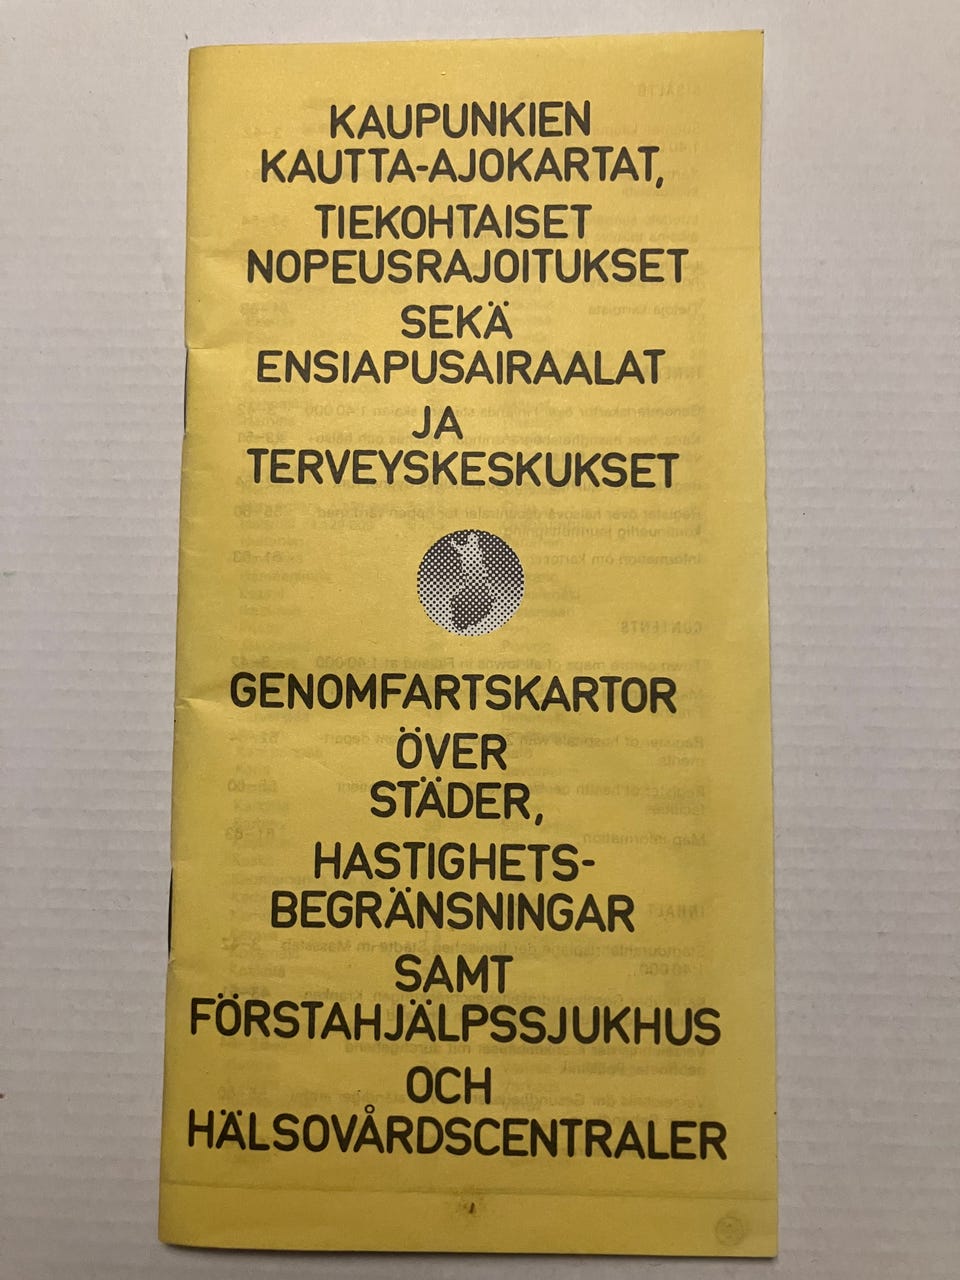 KAUPUNKIEN
KAUTTA-AJOKARTAT,
TIEKOHTAISET
NOPEUSRAJOITUKSET
SEKÄ
ENSIAPUSAIRAALAT
JA
TERVEYSKESKUKSET
GENOMFARTSKARTOR
ÖVER
STÄDER,
HASTIGHETS-
BEGRÄNSNINGAR
SAMT
FÖRSTAHJÄLPSSJUKHUS
OCH
HÄLSOVÅRDSCENTRALER